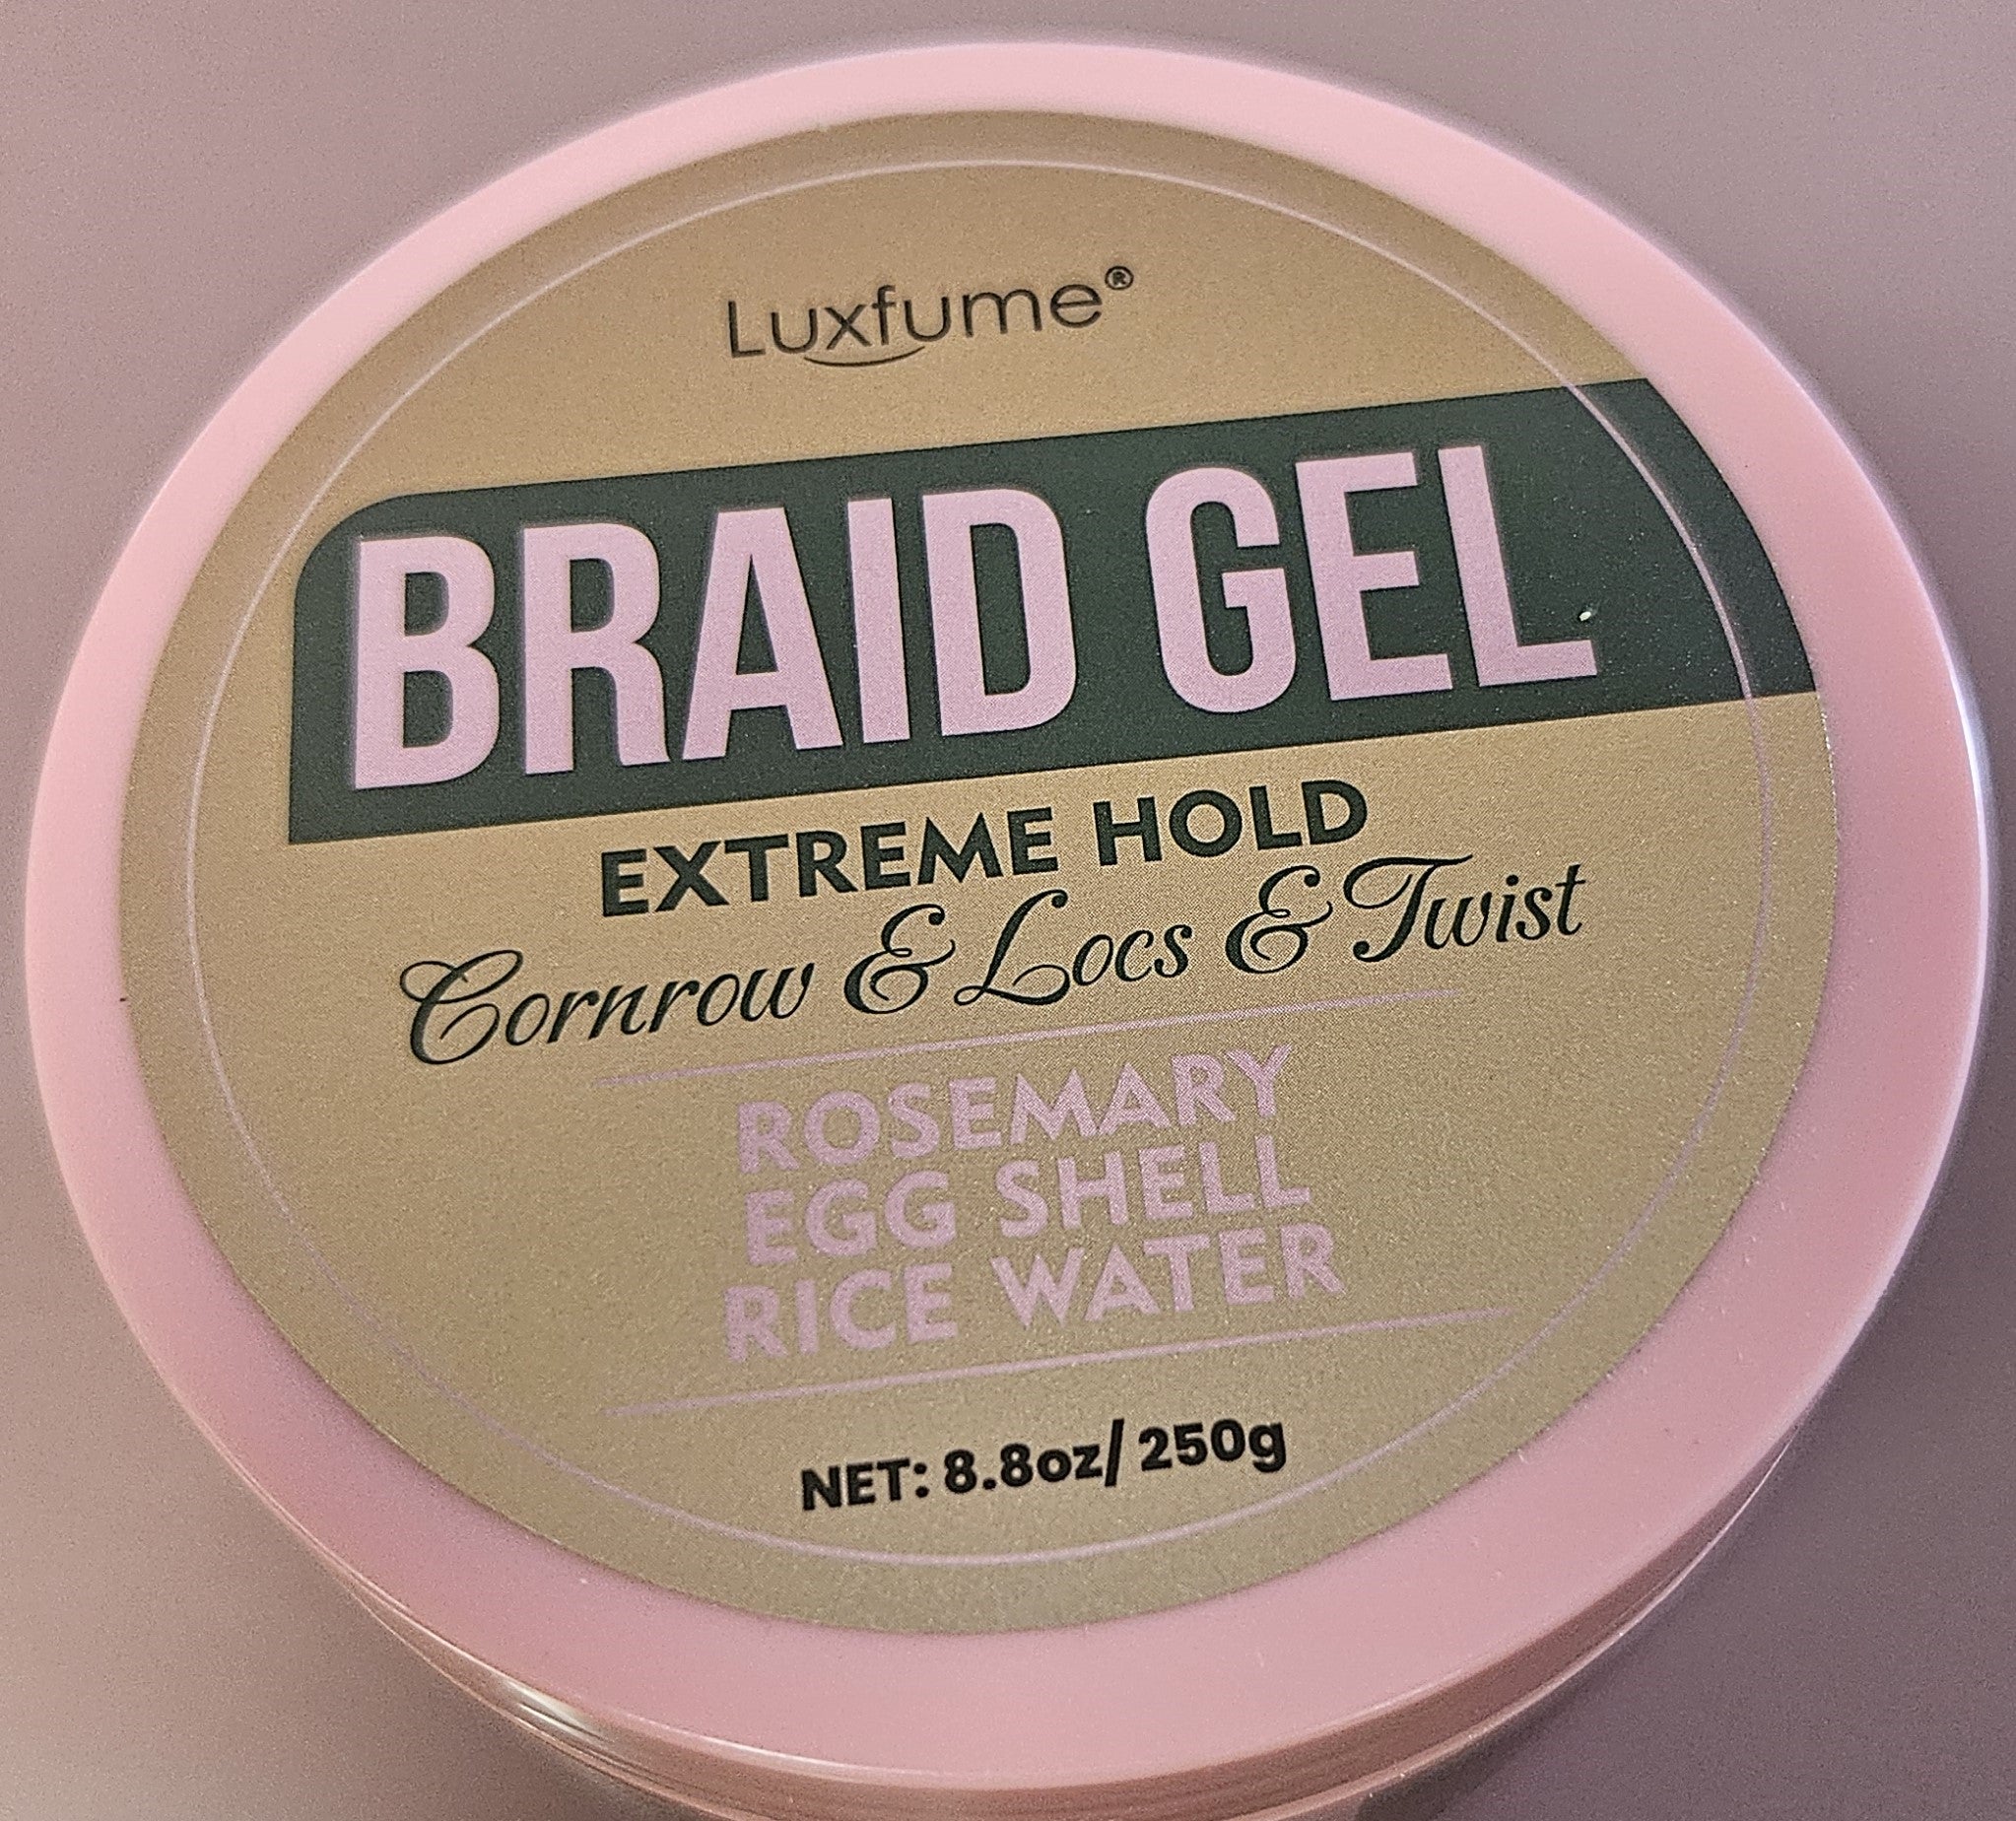 Luxfume®
BRAID GEL
EXTREME HOLD
Cornrow & Locs & Twist
ROSEMARY
EGG SHELL
RICE WATER
NET: 8.8oz/ 250g